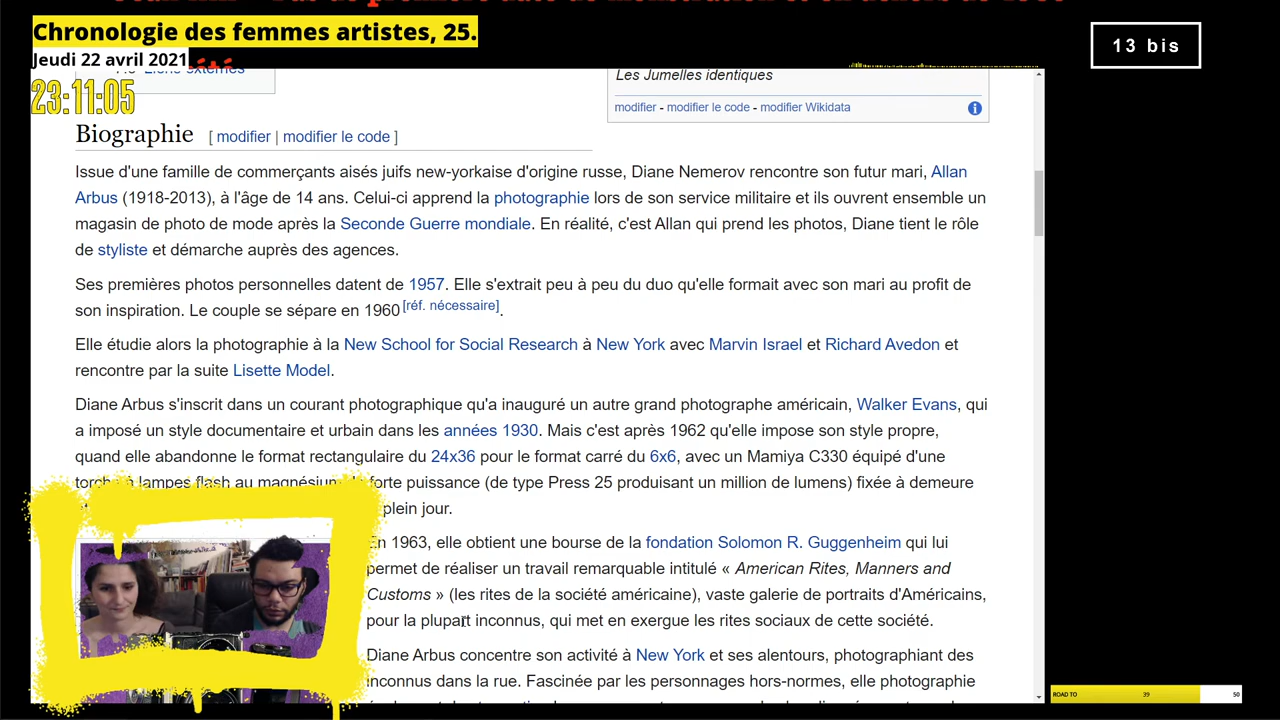 Chronologie des femmes artistes, 25.
Jeudi 22 avril 2021
23:11:05
13 bis
Liens externes
Les Jumelles identiques
modifier - modifier le code - modifier Wikidata
Biographie [ modifier | modifier le code ]
Issue d'une famille de commerçants aisés juifs new-yorkaise d'origine russe, Diane Nemerov rencontre son futur mari, Allan
Arbus (1918-2013), à l'âge de 14 ans. Celui-ci apprend la photographie lors de son service militaire et ils ouvrent ensemble un
magasin de photo de mode après la Seconde Guerre mondiale. En réalité, c'est Allan qui prend les photos, Diane tient le rôle
de styliste et démarche auprès des agences.
Ses premières photos personnelles datent de 1957. Elle s'extrait peu à peu du duo qu'elle formait avec son mari au profit de
son inspiration. Le couple se sépare en 1960[réf. nécessaire].
Elle étudie alors la photographie à la New School for Social Research à New York avec Marvin Israel et Richard Avedon et
rencontre par la suite Lisette Model.
Diane Arbus s'inscrit dans un courant photographique qu'a inauguré un autre grand photographe américain, Walker Evans, qui
a imposé un style documentaire et urbain dans les années 1930. Mais c'est après 1962 qu'elle impose son style propre,
quand elle abandonne le format rectangulaire du 24x36 pour le format carré du 6x6, avec un Mamiya C330 équipé d'une
torche à lampes flash au magnésium forte puissance (de type Press 25 produisant un million de lumens) fixée à demeure
plein jour.
En 1963, elle obtient une bourse de la fondation Solomon R. Guggenheim qui lui
permet de réaliser un travail remarquable intitulé « American Rites, Manners and
Customs » (les rites de la société américaine), vaste galerie de portraits d'Américains,
pour la plupart inconnus, qui met en exergue les rites sociaux de cette société.
Diane Arbus concentre son activité à New York et ses alentours, photographiant des
inconnus dans la rue. Fascinée par les personnages hors-normes, elle photographie
ROAD TO 39 50